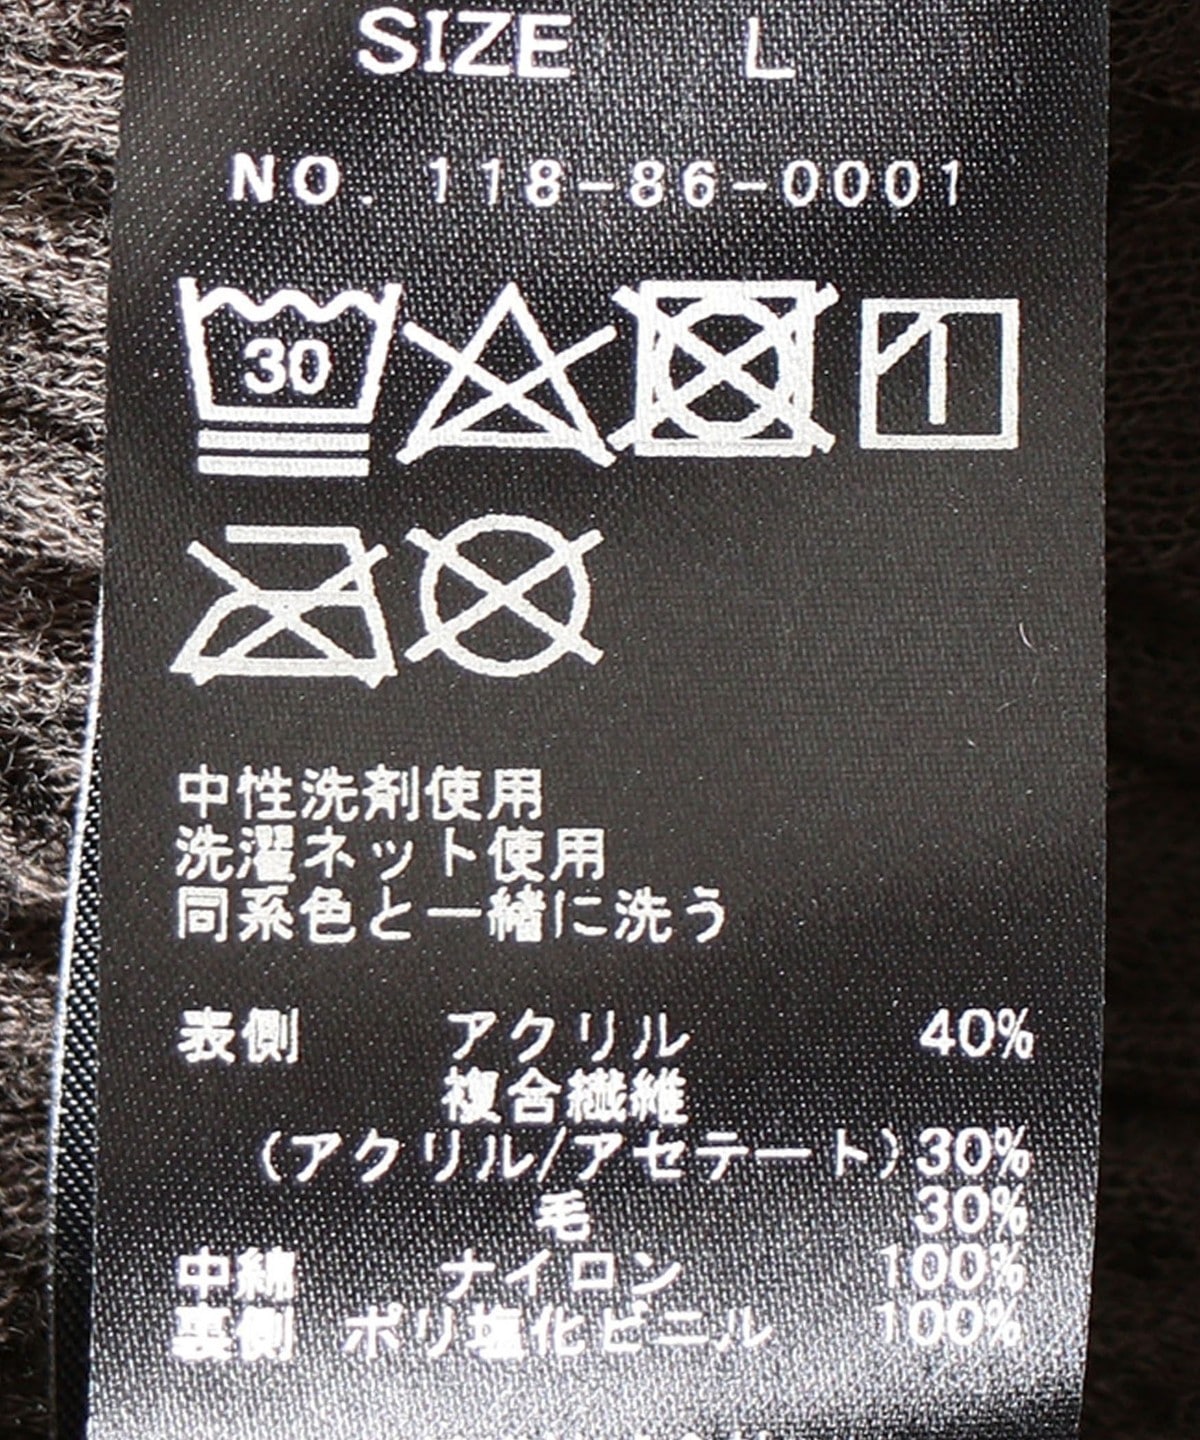 SIZE L
NO. 118-86-0001
30
中性洗剤使用
洗濯ネット使用
同系色と一緒に洗う
表側 アクリル 40%
複合繊維
(アクリル/アセテート) 30%
毛 30%
中綿 ナイロン 100%
裏側 ポリ塩化ビニル 100%